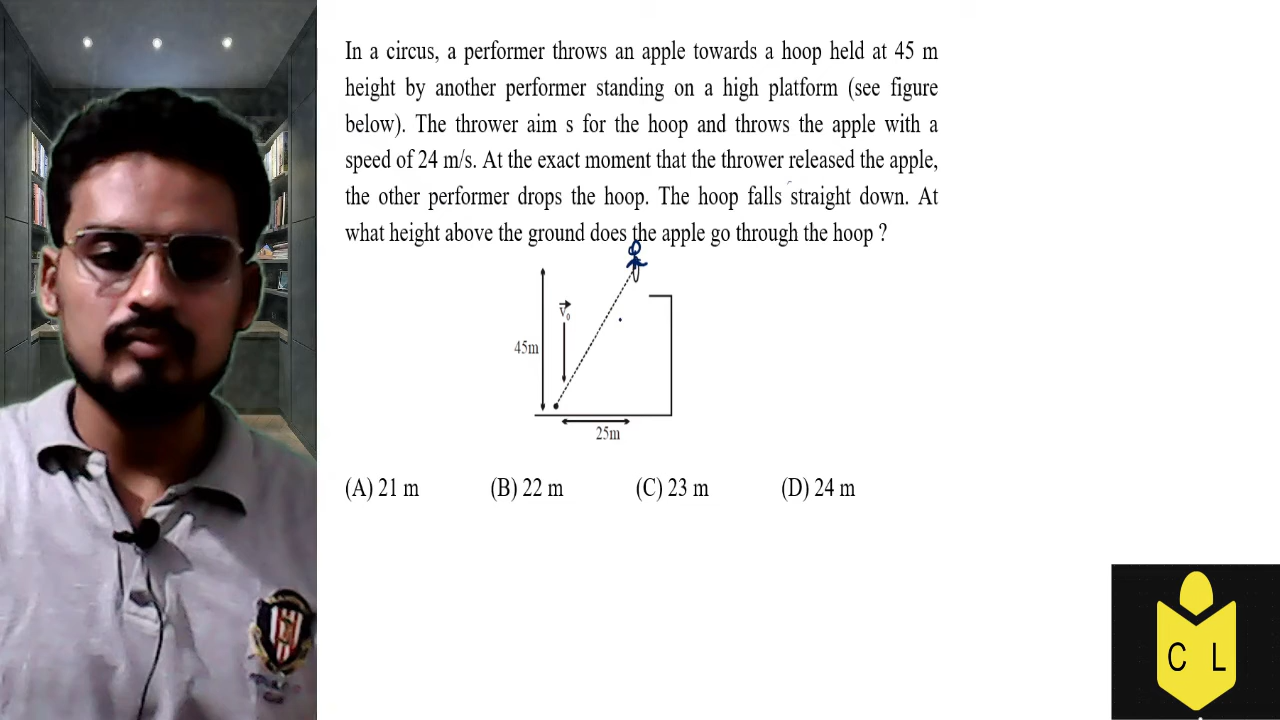 In a circus, a performer throws an apple towards a hoop held at 45 m
height by another performer standing on a high platform (see figure
below). The thrower aim s for the hoop and throws the apple with a
speed of 24 m/s. At the exact moment that the thrower released the apple,
the other performer drops the hoop. The hoop falls straight down. At
what height above the ground does the apple go through the hoop ?
v₀
45m
25m
(A) 21 m (B) 22 m (C) 23 m (D) 24 m
C L